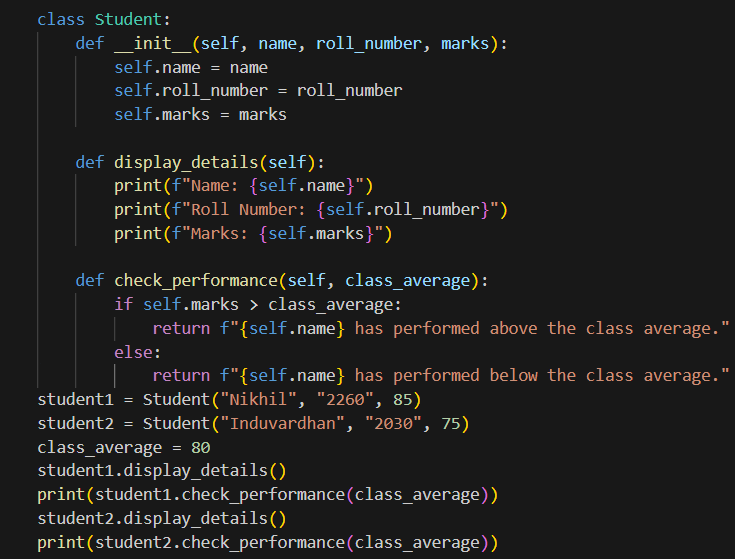 class Student:
    def __init__(self, name, roll_number, marks):
        self.name = name
        self.roll_number = roll_number
        self.marks = marks

    def display_details(self):
        print(f"Name: {self.name}")
        print(f"Roll Number: {self.roll_number}")
        print(f"Marks: {self.marks}")

    def check_performance(self, class_average):
        if self.marks > class_average:
            return f"{self.name} has performed above the class average."
        else:
            return f"{self.name} has performed below the class average."
student1 = Student("Nikhil", "2260", 85)
student2 = Student("Induvardhan", "2030", 75)
class_average = 80
student1.display_details()
print(student1.check_performance(class_average))
student2.display_details()
print(student2.check_performance(class_average))